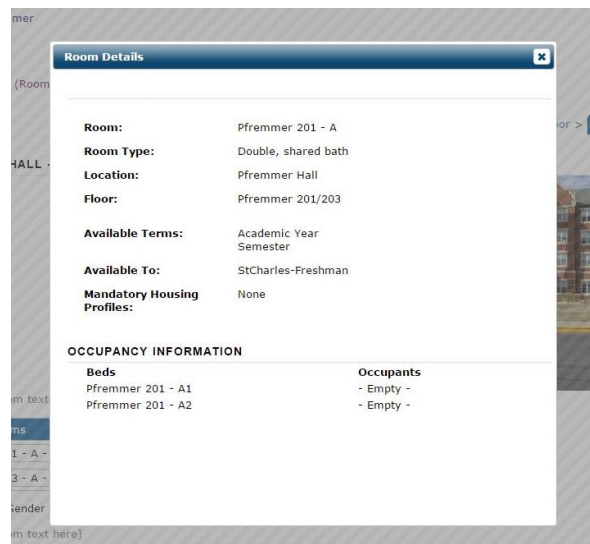 mer
Room Details
(Room
or >
Room: Pfremmer 201 - A
Room Type: Double, shared bath
HALL -
Location: Pfremmer Hall
Floor: Pfremmer 201/203
Available Terms: Academic Year
Semester
Available To: StCharles-Freshman
Mandatory Housing None
Profiles:
OCCUPANCY INFORMATION
Beds Occupants
Pfremmer 201 - A1 - Empty -
Pfremmer 201 - A2 - Empty -
m text
ms
1 - A -
3 - A -
Gender
m text here]